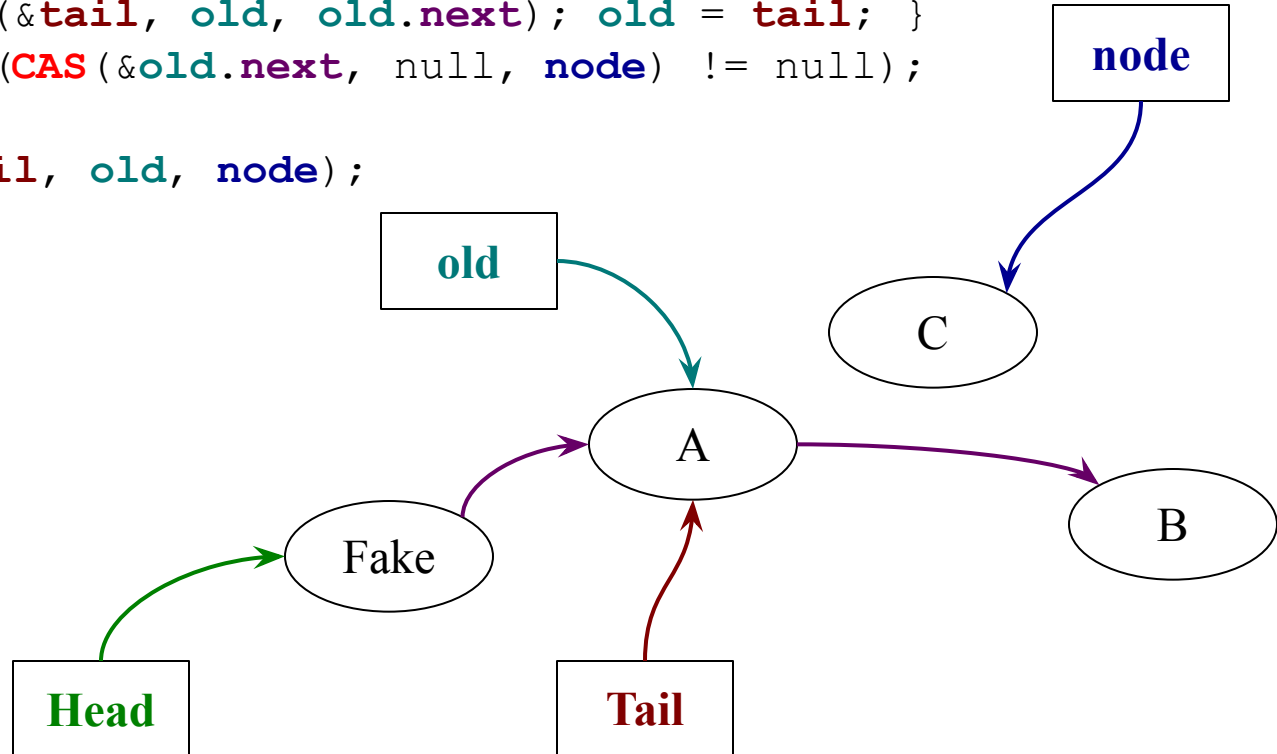 (&tail, old, old.next); old = tail; }
(CAS(&old.next, null, node) != null);
node
il, old, node);
old
C
A
B
Fake
Head
Tail